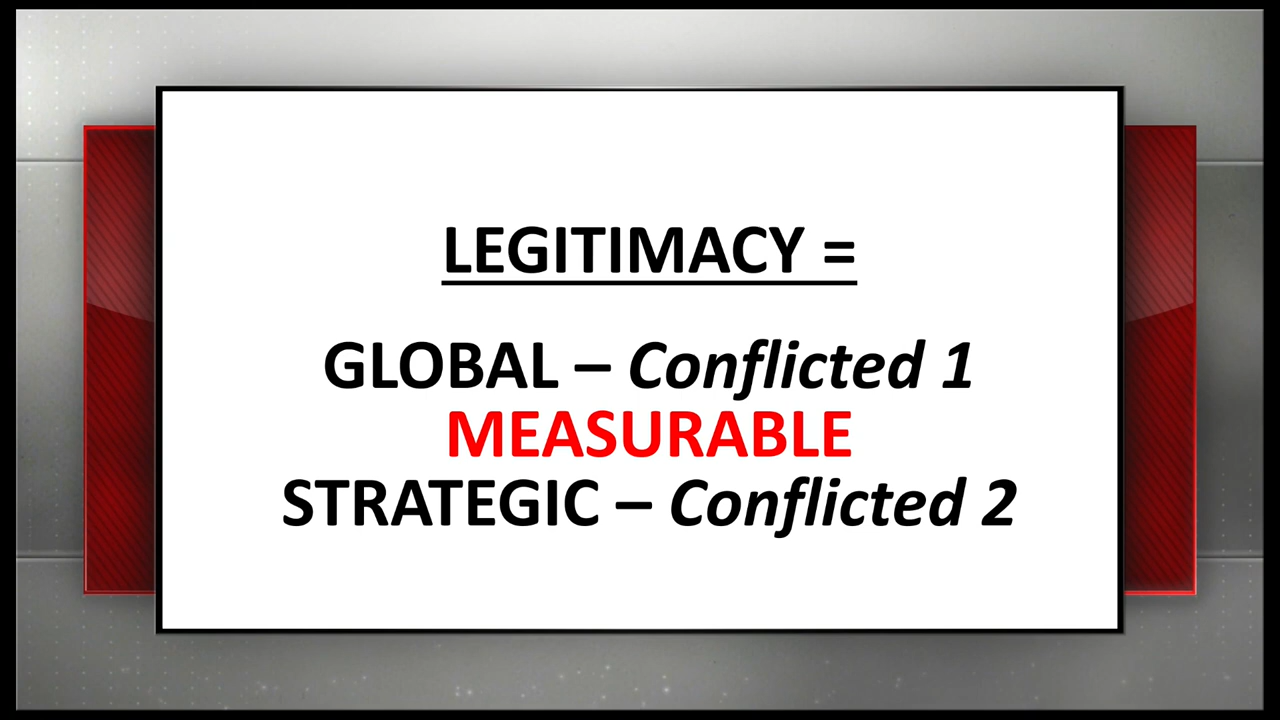 LEGITIMACY =
GLOBAL – Conflicted 1
MEASURABLE
STRATEGIC – Conflicted 2